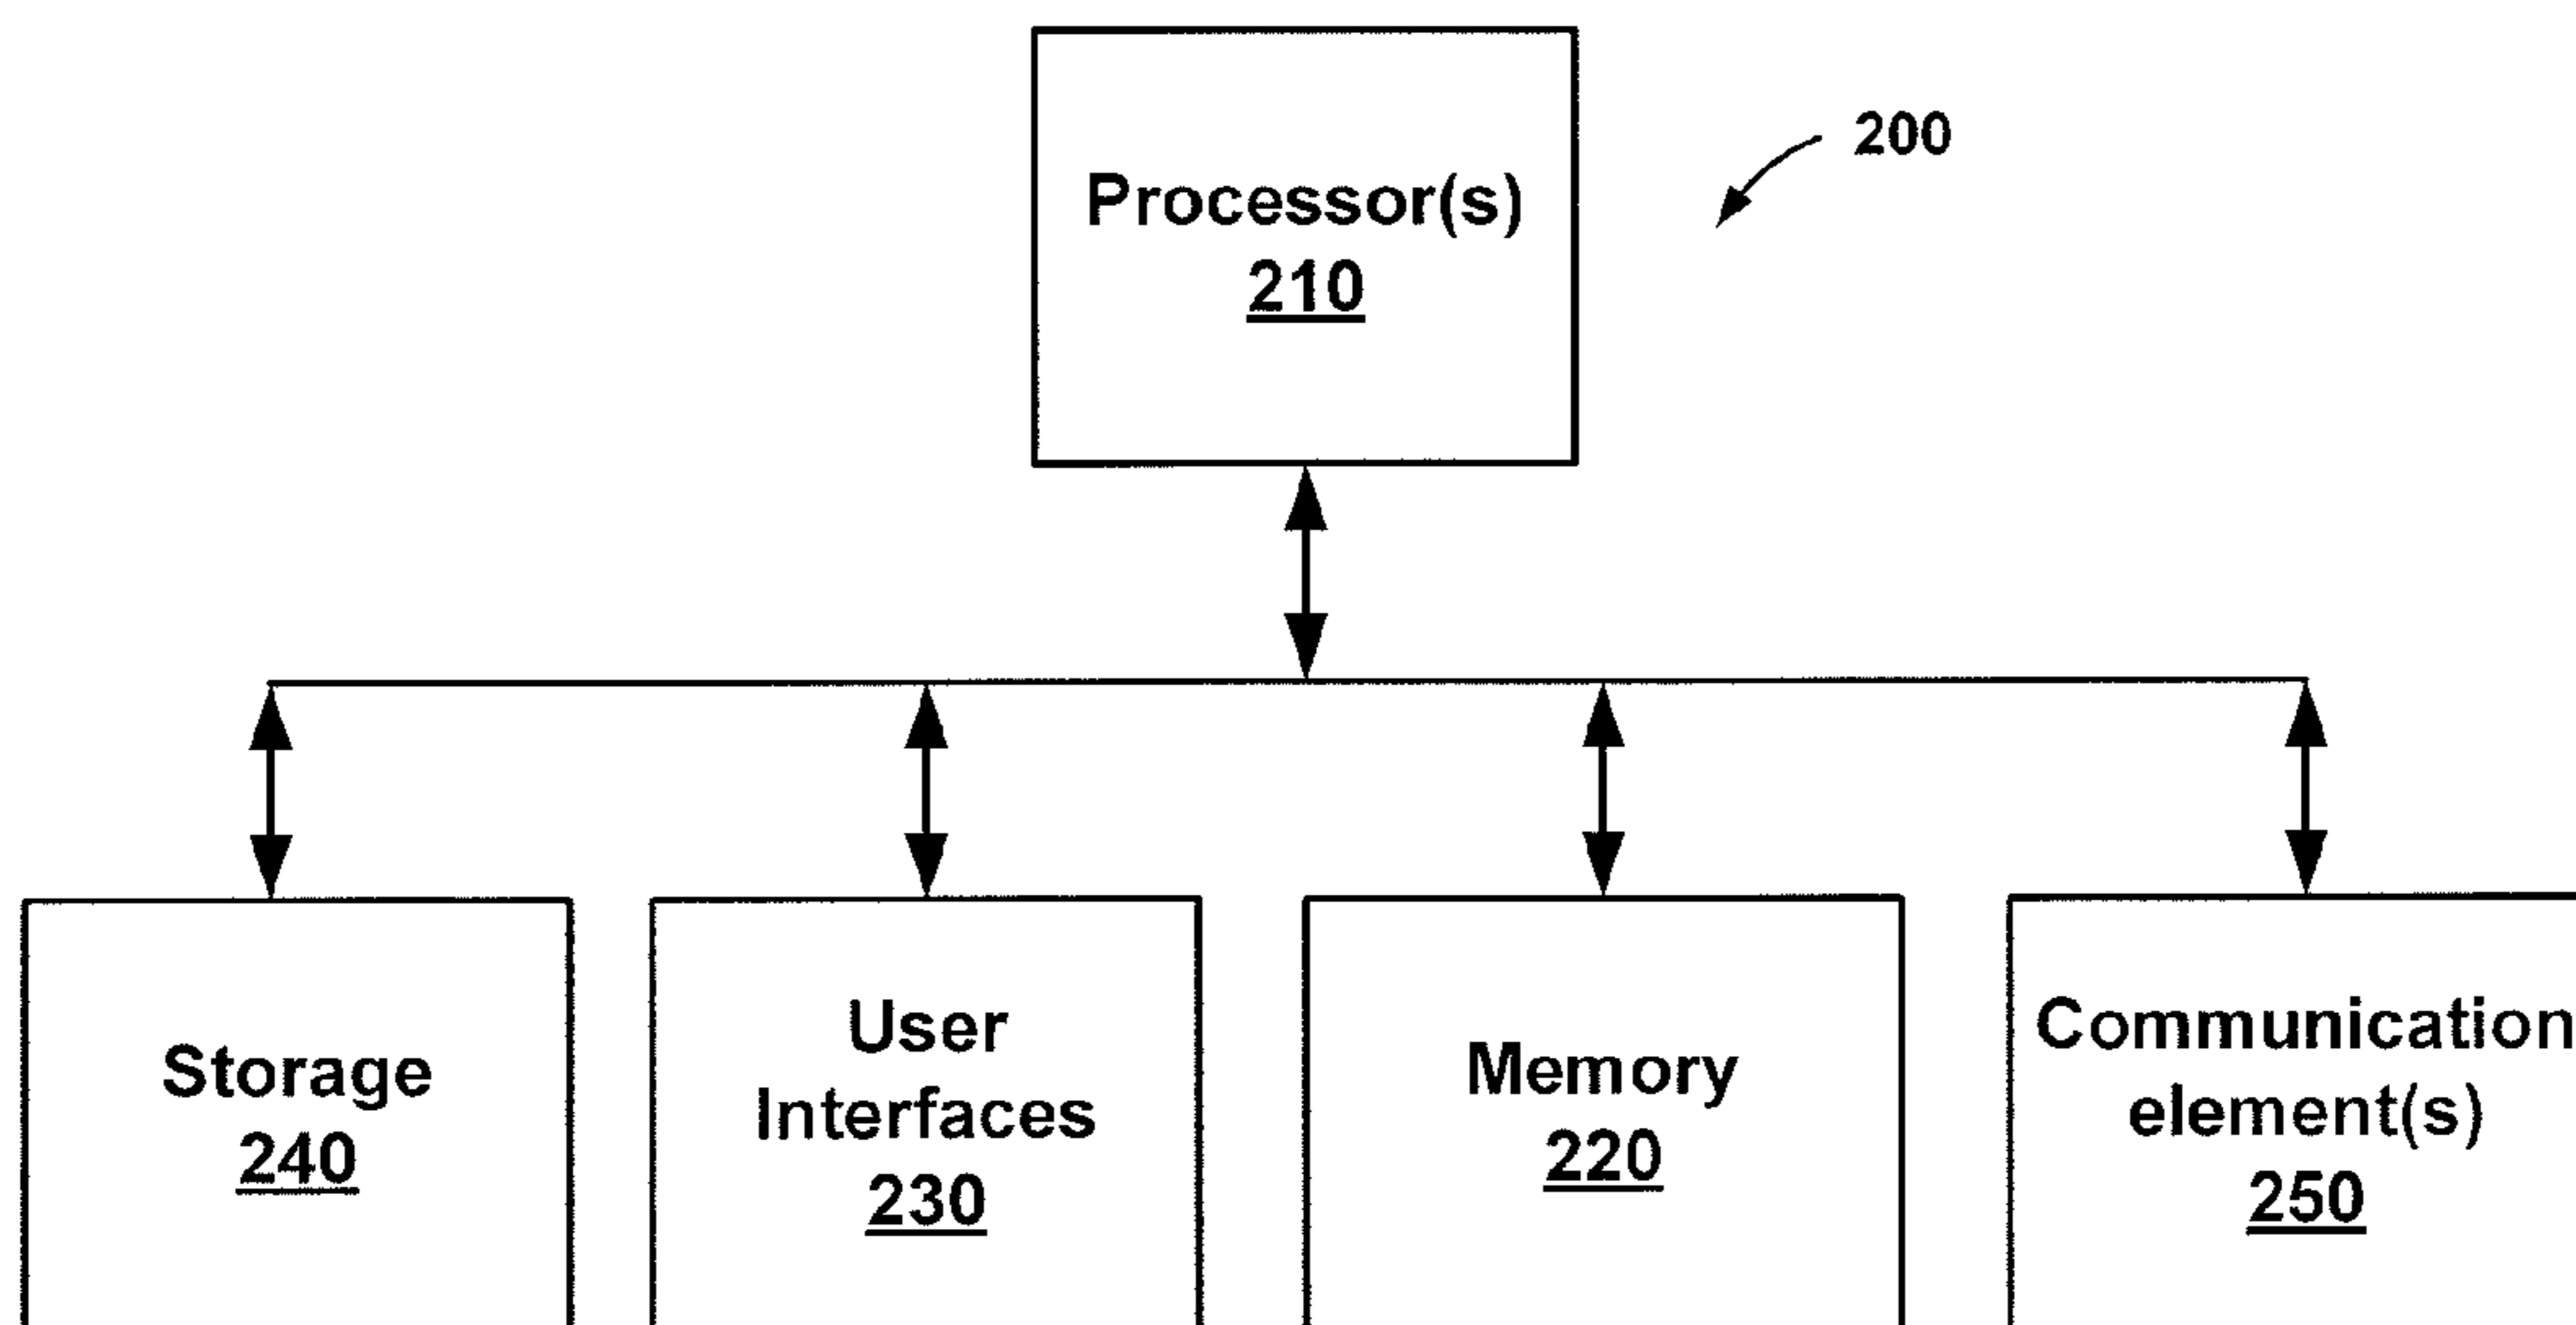 Processor(s)
210
200
Storage
240
User
Interfaces
230
Memory
220
Communication
element(s)
250